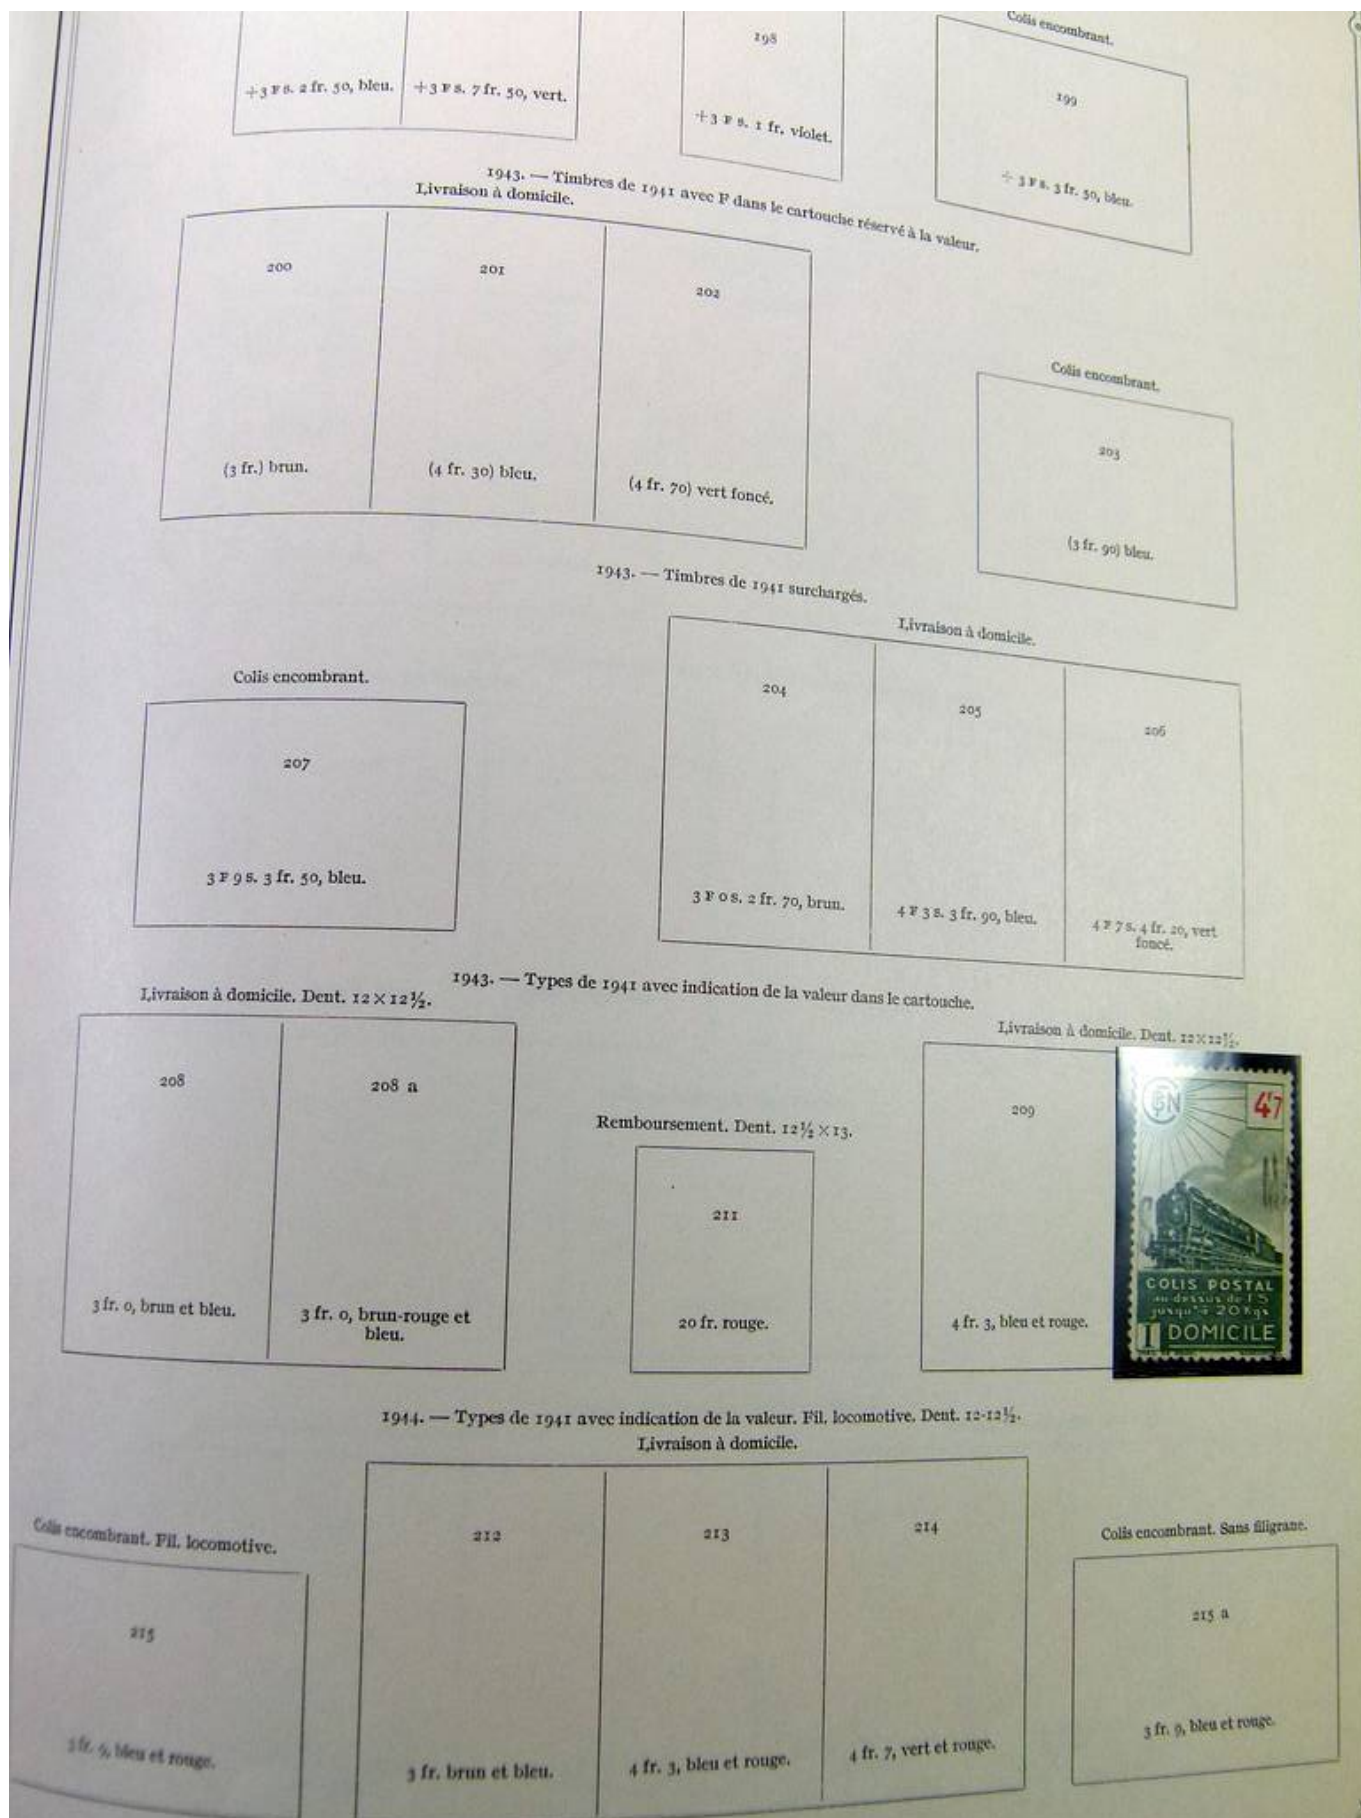 +3 F S. 2 fr. 50, bleu.
+3 F S. 7 fr. 50, vert.
198
+3 F S. 1 fr. violet.
Colis encombrant.
199
+ 3 F S. 3 fr. 50, bleu.
1943. — Timbres de 1941 avec F dans le cartouche réservé à la valeur.
Livraison à domicile.
200
201
202
(3 fr.) brun.
(4 fr. 30) bleu.
(4 fr. 70) vert foncé.
Colis encombrant.
203
(3 fr. 90) bleu.
1943. — Timbres de 1941 surchargés.
Colis encombrant.
207
3 F 9 s. 3 fr. 50, bleu.
Livraison à domicile.
204
205
206
3 F 0 s. 2 fr. 70, brun.
4 F 3 s. 3 fr. 90, bleu.
4 F 7 s. 4 fr. 20, vert
foncé.
1943. — Types de 1941 avec indication de la valeur dans le cartouche.
Livraison à domicile. Dent. 12 × 12½.
208
208 a
3 fr. 0, brun et bleu.
3 fr. 0, brun-rouge et
bleu.
Remboursement. Dent. 12½ × 13.
211
20 fr. rouge.
Livraison à domicile. Dent. 12 × 12½.
209
4 fr. 3, bleu et rouge.
4F7
COLIS POSTAL
au dessus de 15
jusqu'à 20 Kgs
I DOMICILE
1944. — Types de 1941 avec indication de la valeur. Fil. locomotive. Dent. 12-12½.
Livraison à domicile.
Colis encombrant. Fil. locomotive.
215
3 fr. 9, bleu et rouge.
212
213
214
3 fr. brun et bleu.
4 fr. 3, bleu et rouge.
4 fr. 7, vert et rouge.
Colis encombrant. Sans filigrane.
215 a
3 fr. 9, bleu et rouge.